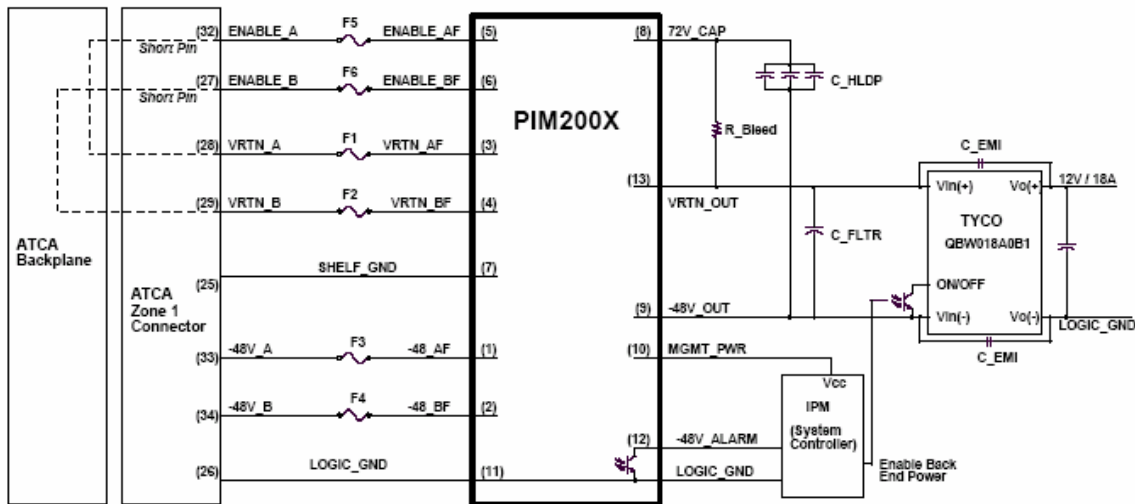 (32) ENABLE_A F5 ENABLE_AF (5)
Short Pin
(27) ENABLE_B F6 ENABLE_BF (6)
Short Pin
(28) VRTN_A F1 VRTN_AF (3)
(29) VRTN_B F2 VRTN_BF (4)
SHELF_GND (7)
(25)
(33) -48V_A F3 -48_AF (1)
(34) -48V_B F4 -48_BF (2)
(26) LOGIC_GND (11)
ATCA
Backplane
ATCA
Zone 1
Connector
PIM200X
(8) 72V_CAP
C_HLDP
R_Bleed
(13)
VRTN_OUT
C_FLTR
(9) -48V_OUT
(10) MGMT_PWR
(12) -48V_ALARM
LOGIC_GND
Vcc
IPM
(System
Controller)
Enable Back
End Power
C_EMI
Vin(+) Vo(+) 12V / 18A
TYCO
QBW018A0B1
ON/OFF
Vin(-) Vo(-)
LOGIC_GND
C_EMI